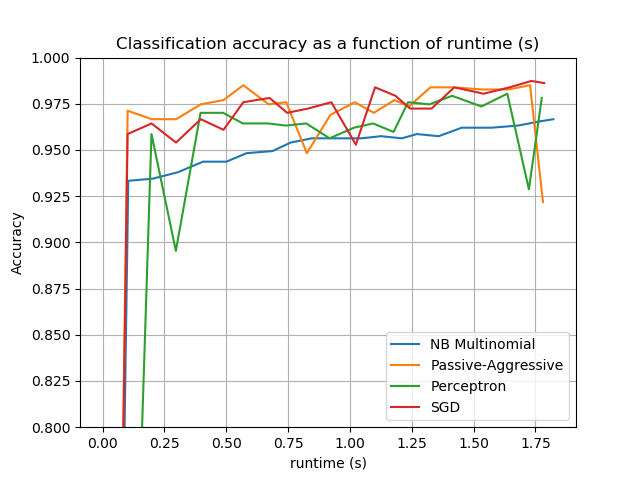 Classification accuracy as a function of runtime (s)
1.000
0.975
0.950
0.925
0.900
0.875
0.850
0.825
0.800
Accuracy
NB Multinomial
Passive-Aggressive
Perceptron
SGD
0.00 0.25 0.50 0.75 1.00 1.25 1.50 1.75
runtime (s)